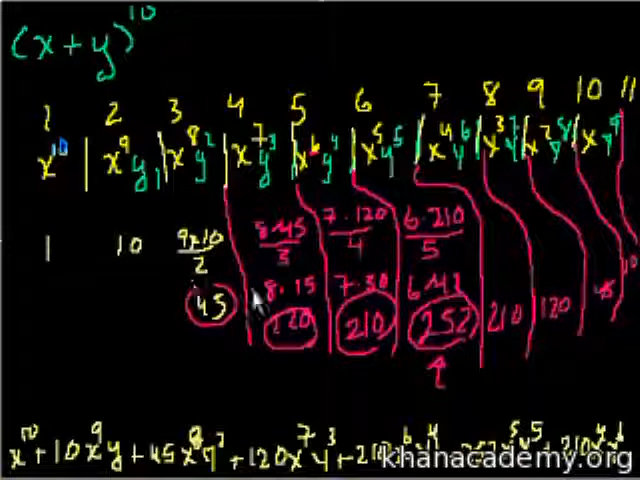 (x + y)^10
1 2 3 4 5 6 7 8 9 10 11
x^10 | x^9 y | x^8 y^2 | x^7 y^3 | x^6 y^4 | x^5 y^5 | x^4 y^6 | x^3 y^7 | x^2 y^8 | x y^9
1 10 9x10/2 8·45/3 7·120/4 6·210/5
45 8·15 7·30 6·42 10
120 210 252 210 120 45
x^10 + 10x^9y + 45x^8y^2 + 120x^7y^3 + 210x^6y^4
khanacademy.org